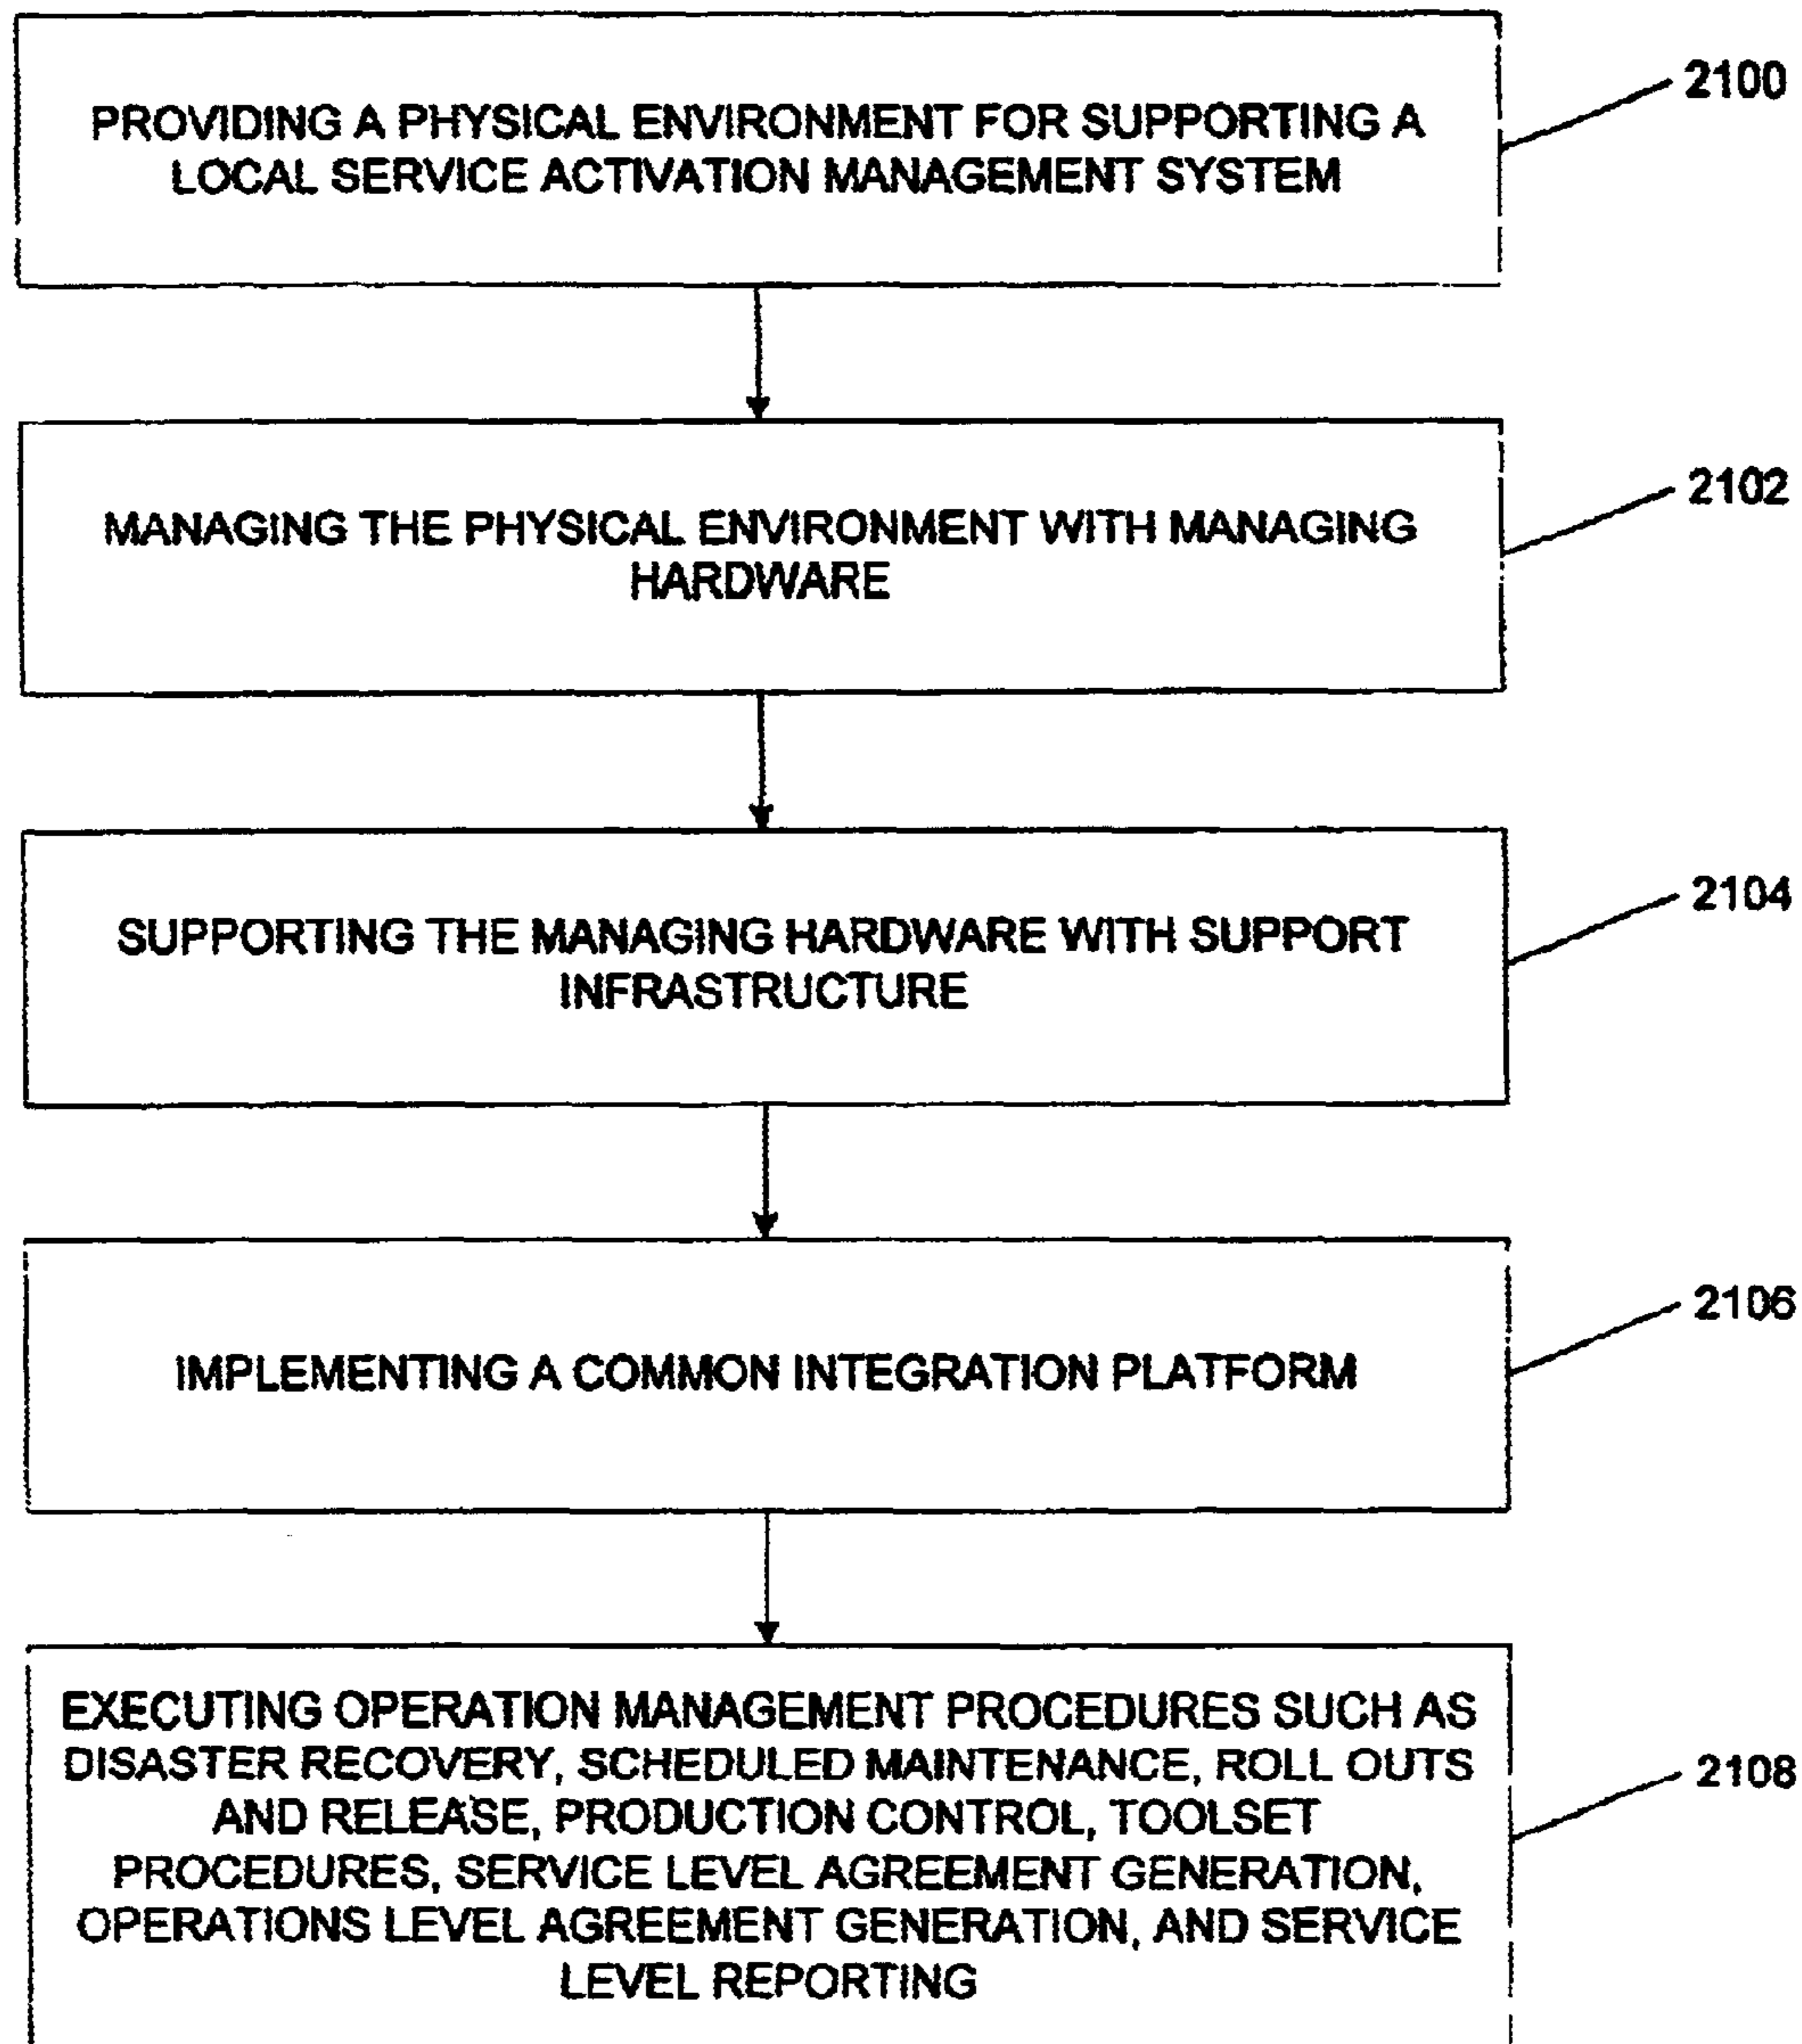 PROVIDING A PHYSICAL ENVIRONMENT FOR SUPPORTING A
LOCAL SERVICE ACTIVATION MANAGEMENT SYSTEM
2100
MANAGING THE PHYSICAL ENVIRONMENT WITH MANAGING
HARDWARE
2102
SUPPORTING THE MANAGING HARDWARE WITH SUPPORT
INFRASTRUCTURE
2104
IMPLEMENTING A COMMON INTEGRATION PLATFORM
2106
EXECUTING OPERATION MANAGEMENT PROCEDURES SUCH AS
DISASTER RECOVERY, SCHEDULED MAINTENANCE, ROLL OUTS
AND RELEASE, PRODUCTION CONTROL, TOOLSET
PROCEDURES, SERVICE LEVEL AGREEMENT GENERATION,
OPERATIONS LEVEL AGREEMENT GENERATION, AND SERVICE
LEVEL REPORTING
2108